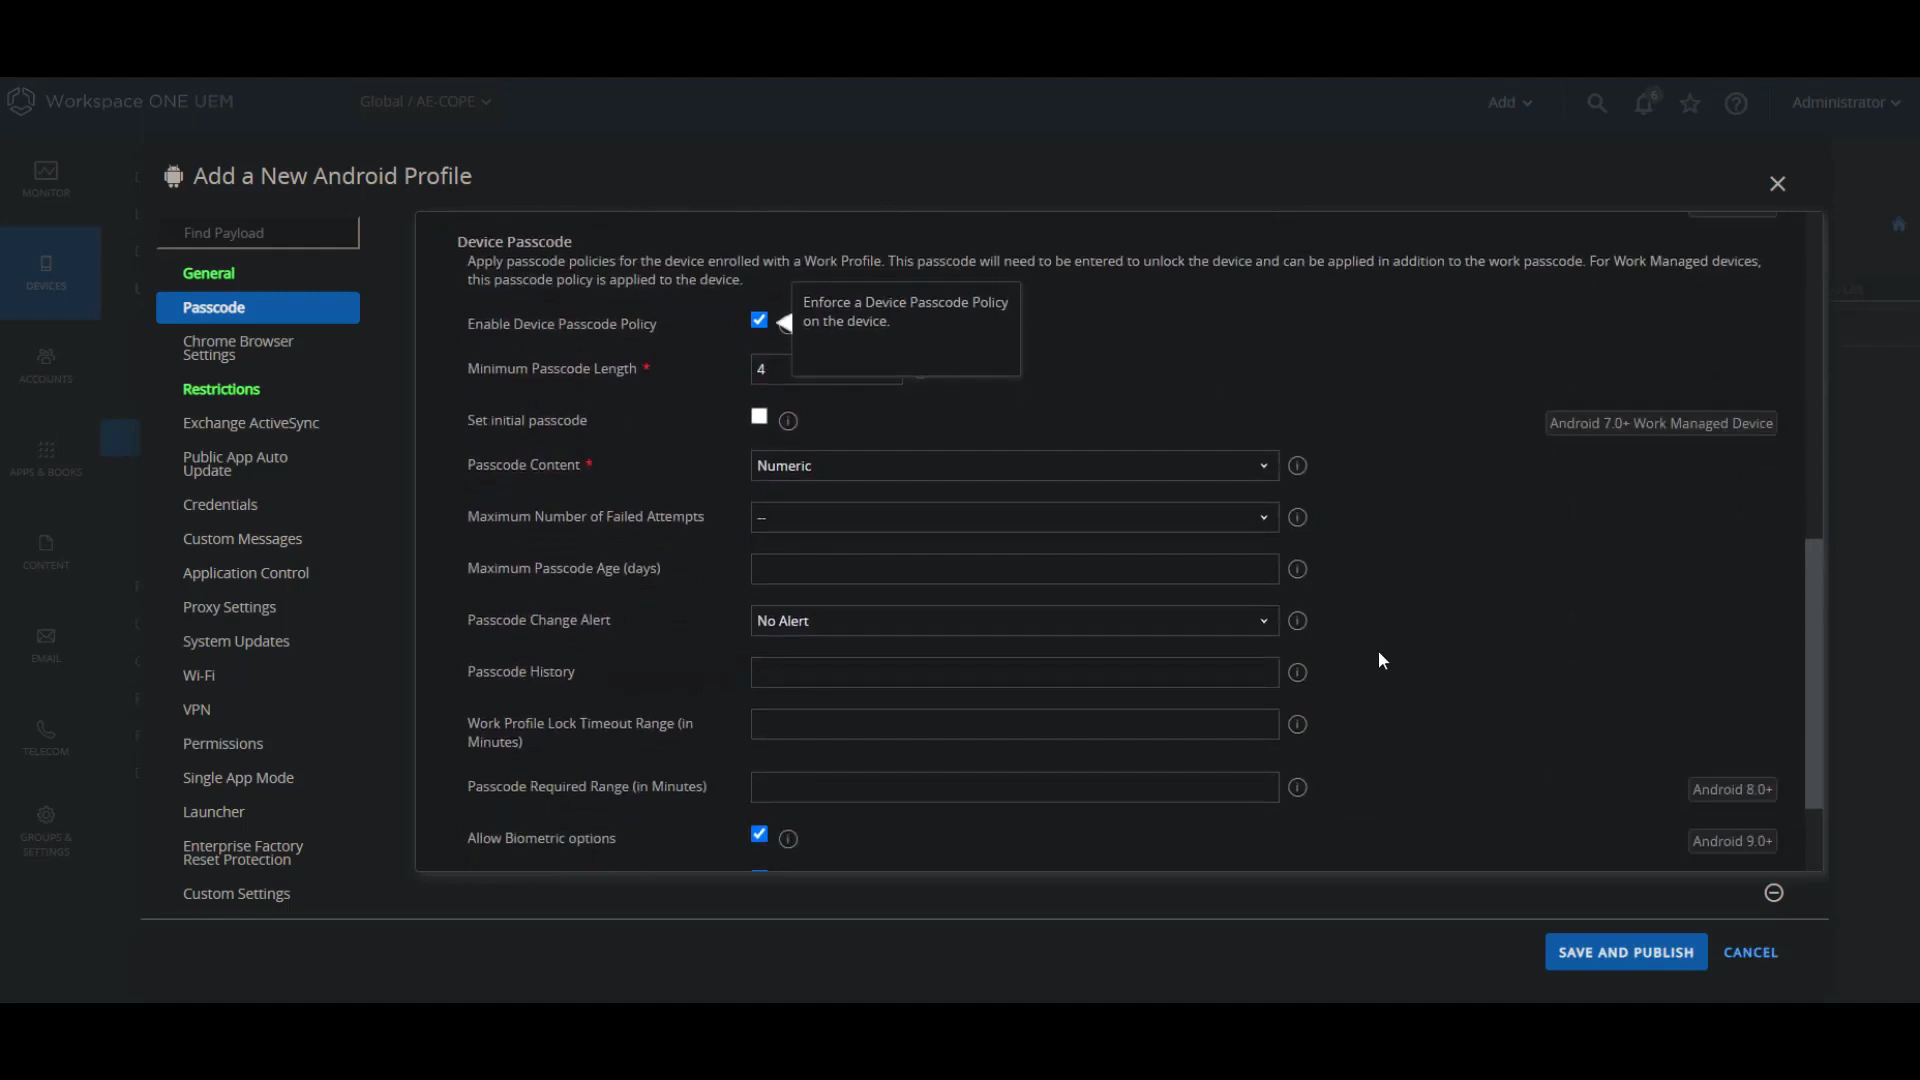 Workspace ONE UEM
Global / AE-COPE
Add
6
Administrator
Add a New Android Profile
MONITOR
DEVICES
ACCOUNTS
APPS & BOOKS
CONTENT
EMAIL
TELECOM
GROUPS &
SETTINGS
Find Payload
General
Passcode
Chrome Browser
Settings
Restrictions
Exchange ActiveSync
Public App Auto
Update
Credentials
Custom Messages
Application Control
Proxy Settings
System Updates
Wi-Fi
VPN
Permissions
Single App Mode
Launcher
Enterprise Factory
Reset Protection
Custom Settings
Device Passcode
Apply passcode policies for the device enrolled with a Work Profile. This passcode will need to be entered to unlock the device and can be applied in addition to the work passcode. For Work Managed devices,
this passcode policy is applied to the device.
Enable Device Passcode Policy
Enforce a Device Passcode Policy
on the device.
Minimum Passcode Length *
4
Set initial passcode
Android 7.0+ Work Managed Device
Passcode Content *
Numeric
Maximum Number of Failed Attempts
--
Maximum Passcode Age (days)
Passcode Change Alert
No Alert
Passcode History
Work Profile Lock Timeout Range (in
Minutes)
Passcode Required Range (in Minutes)
Android 8.0+
Allow Biometric options
Android 9.0+
SAVE AND PUBLISH
CANCEL